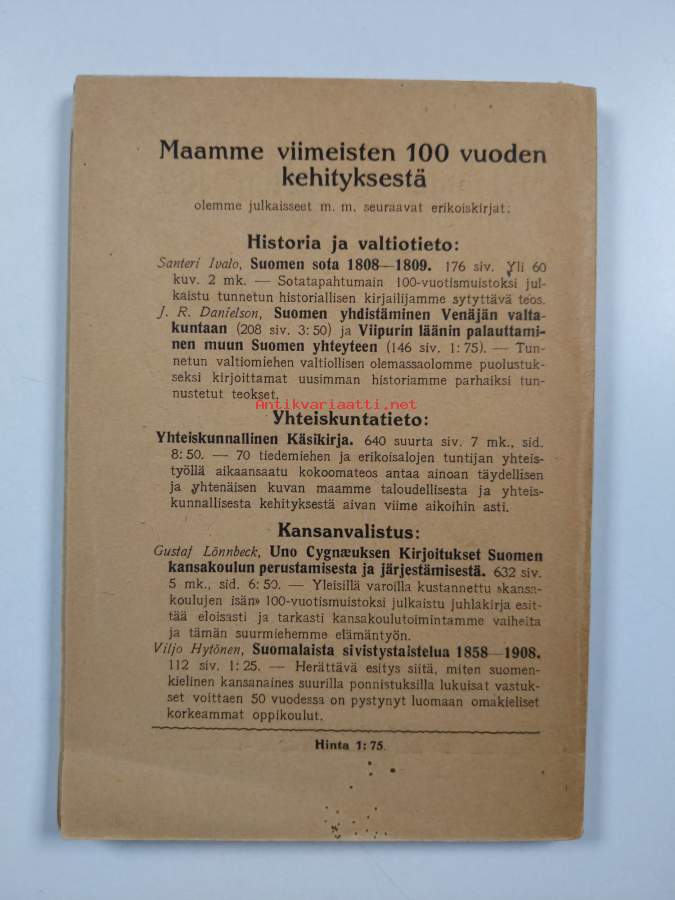 Maamme viimeisten 100 vuoden
kehityksestä
olemme julkaisseet m. m. seuraavat erikoiskirjat:
Historia ja valtiotieto:
Santeri Ivalo, Suomen sota 1808—1809. 176 siv. Yli 60
kuv. 2 mk. — Sotatapahtumain 100-vuotismuistoksi jul-
kaistu tunnetun historiallisen kirjailijamme sytyttävä teos.
J. R. Danielson, Suomen yhdistäminen Venäjän valta-
kuntaan (208 siv. 3:50) ja Viipurin läänin palauttami-
nen muun Suomen yhteyteen (146 siv. 1:75). — Tun-
netun valtiomiehen valtiollisen olemassaolomme puolustuk-
seksi kirjoittamat uusimman historiamme parhaiksi tun-
nustetut teokset.
Antikvariaatti.net
Yhteiskuntatieto:
Yhteiskunnallinen Käsikirja. 640 suurta siv. 7 mk., sid.
8:50. — 70 tiedemiehen ja erikoisalojen tuntijan yhteis-
työllä aikaansaatu kokoomateos antaa ainoan täydellisen
ja yhtenäisen kuvan maamme taloudellisesta ja yhteis-
kunnallisesta kehityksestä aivan viime aikoihin asti.
Kansanvalistus:
Gustaf Lönnbeck, Uno Cygnæuksen Kirjoitukset Suomen
kansakoulun perustamisesta ja järjestämisestä. 632 siv.
5 mk., sid. 6:50. — Yleisillä varoilla kustannettu »kansa-
koulujen isän» 100-vuotismuistoksi julkaistu juhlakirja esit-
tää eloisasti ja tarkasti kansakoulutoimintamme vaiheita
ja tämän suurmiehemme elämäntyön.
Viljo Hytönen, Suomalaista sivistystaistelua 1858—1908.
112 siv. 1:25. — Herättävä esitys siitä, miten suomen-
kielinen kansanaines suurilla ponnistuksilla lukuisat vastuk-
set voittaen 50 vuodessa on pystynyt luomaan omakieliset
korkeammat oppikoulut.
Hinta 1:75.